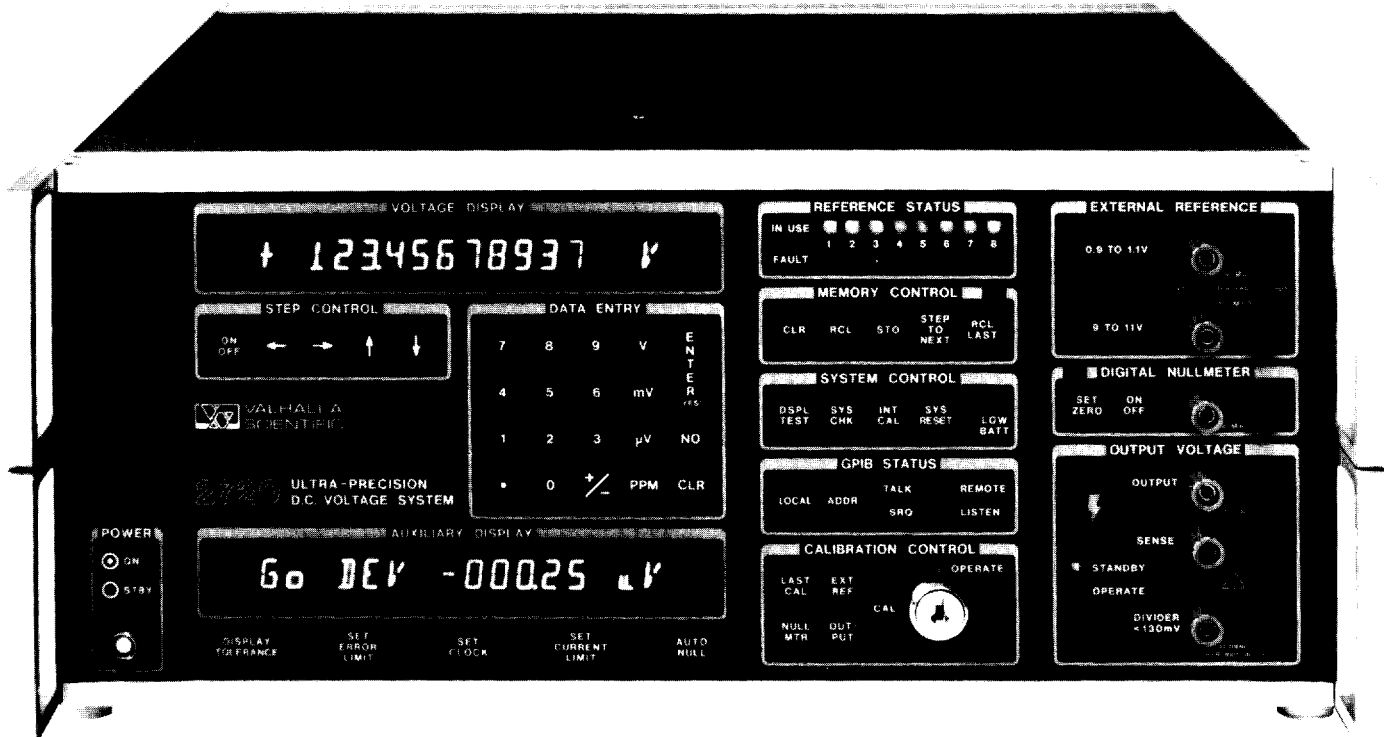 VOLTAGE DISPLAY
+ 123.45678937 V
STEP CONTROL
ON
OFF
← → ↑ ↓
VALHALLA
SCIENTIFIC
ULTRA-PRECISION
D.C. VOLTAGE SYSTEM
DATA ENTRY
7 8 9 V
4 5 6 mV
1 2 3 µV NO
• 0 +/− PPM CLR
ENTER
POWER
ON
STBY
AUXILIARY DISPLAY
Go DEV -000.25 uV
DISPLAY
TOLERANCE
SET
ERROR
LIMIT
SET
CLOCK
SET
CURRENT
LIMIT
AUTO
NULL
REFERENCE STATUS
IN USE
1 2 3 4 5 6 7 8
FAULT
MEMORY CONTROL
CLR
RCL
STO
STEP
TO
NEXT
RCL
LAST
SYSTEM CONTROL
DSPL
TEST
SYS
CHK
INT
CAL
SYS
RESET
LOW
BATT
GPIB STATUS
LOCAL
ADDR
TALK
SRQ
REMOTE
LISTEN
CALIBRATION CONTROL
LAST
CAL
EXT
REF
NULL
MTR
OUT
PUT
CAL
OPERATE
EXTERNAL REFERENCE
0.9 TO 1.1V
9 TO 11V
DIGITAL NULLMETER
SET
ZERO
ON
OFF
OUTPUT VOLTAGE
OUTPUT
SENSE
STANDBY
OPERATE
DIVIDER
<130mV